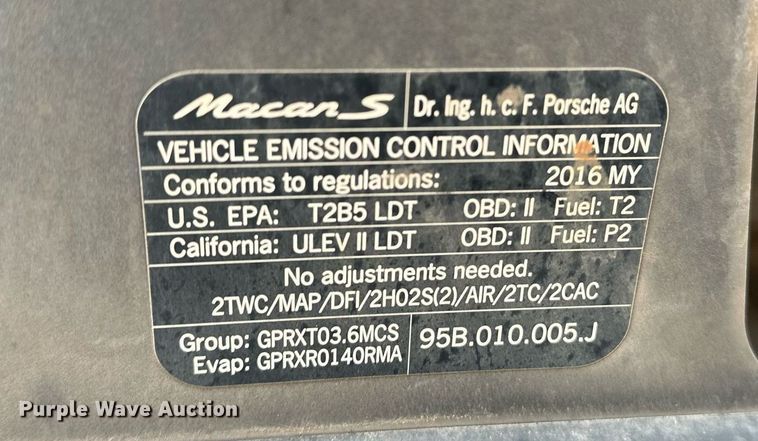 Macan S Dr. Ing. h. c. F. Porsche AG
VEHICLE EMISSION CONTROL INFORMATION
Conforms to regulations: 2016 MY
U.S. EPA: T2B5 LDT OBD: II Fuel: T2
California: ULEV II LDT OBD: II Fuel: P2
No adjustments needed.
2TWC/MAP/DFI/2HO2S(2)/AIR/2TC/2CAC
Group: GPRXT03.6MCS
Evap: GPRXR0140RMA
95B.010.005.J
Purple Wave Auction